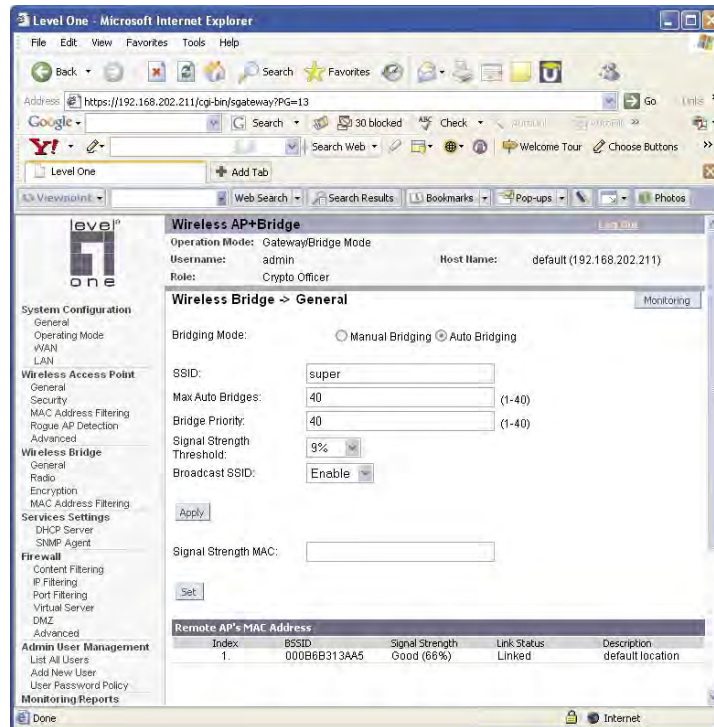 Level One - Microsoft Internet Explorer
File Edit View Favorites Tools Help
Back Search Favorites
Address https://192.168.202.211/cgi-bin/sgateway?PG=13 Go Links
Google Search 30 blocked ABC Check AutoLink AutoFill
Y! Search Web Welcome Tour Choose Buttons
Level One Add Tab
Viewpoint Web Search Search Results Bookmarks Pop-ups Photos
level one
Wireless AP+Bridge Log Out
Operation Mode: Gateway/Bridge Mode
Username: admin Host Name: default (192.168.202.211)
Role: Crypto Officer
System Configuration
General
Operating Mode
WAN
LAN
Wireless Access Point
General
Security
MAC Address Filtering
Rogue AP Detection
Advanced
Wireless Bridge
General
Radio
Encryption
MAC Address Filtering
Services Settings
DHCP Server
SNMP Agent
Firewall
Content Filtering
IP Filtering
Port Filtering
Virtual Server
DMZ
Advanced
Admin User Management
List All Users
Add New User
User Password Policy
Monitoring/Reports
Wireless Bridge -> General Monitoring
Bridging Mode: Manual Bridging Auto Bridging
SSID: super
Max Auto Bridges: 40 (1-40)
Bridge Priority: 40 (1-40)
Signal Strength Threshold: 9%
Broadcast SSID: Enable
Apply
Signal Strength MAC:
Set
Remote AP's MAC Address
Index BSSID Signal Strength Link Status Description
1. 000B6B313AA5 Good (66%) Linked default location
Done Internet